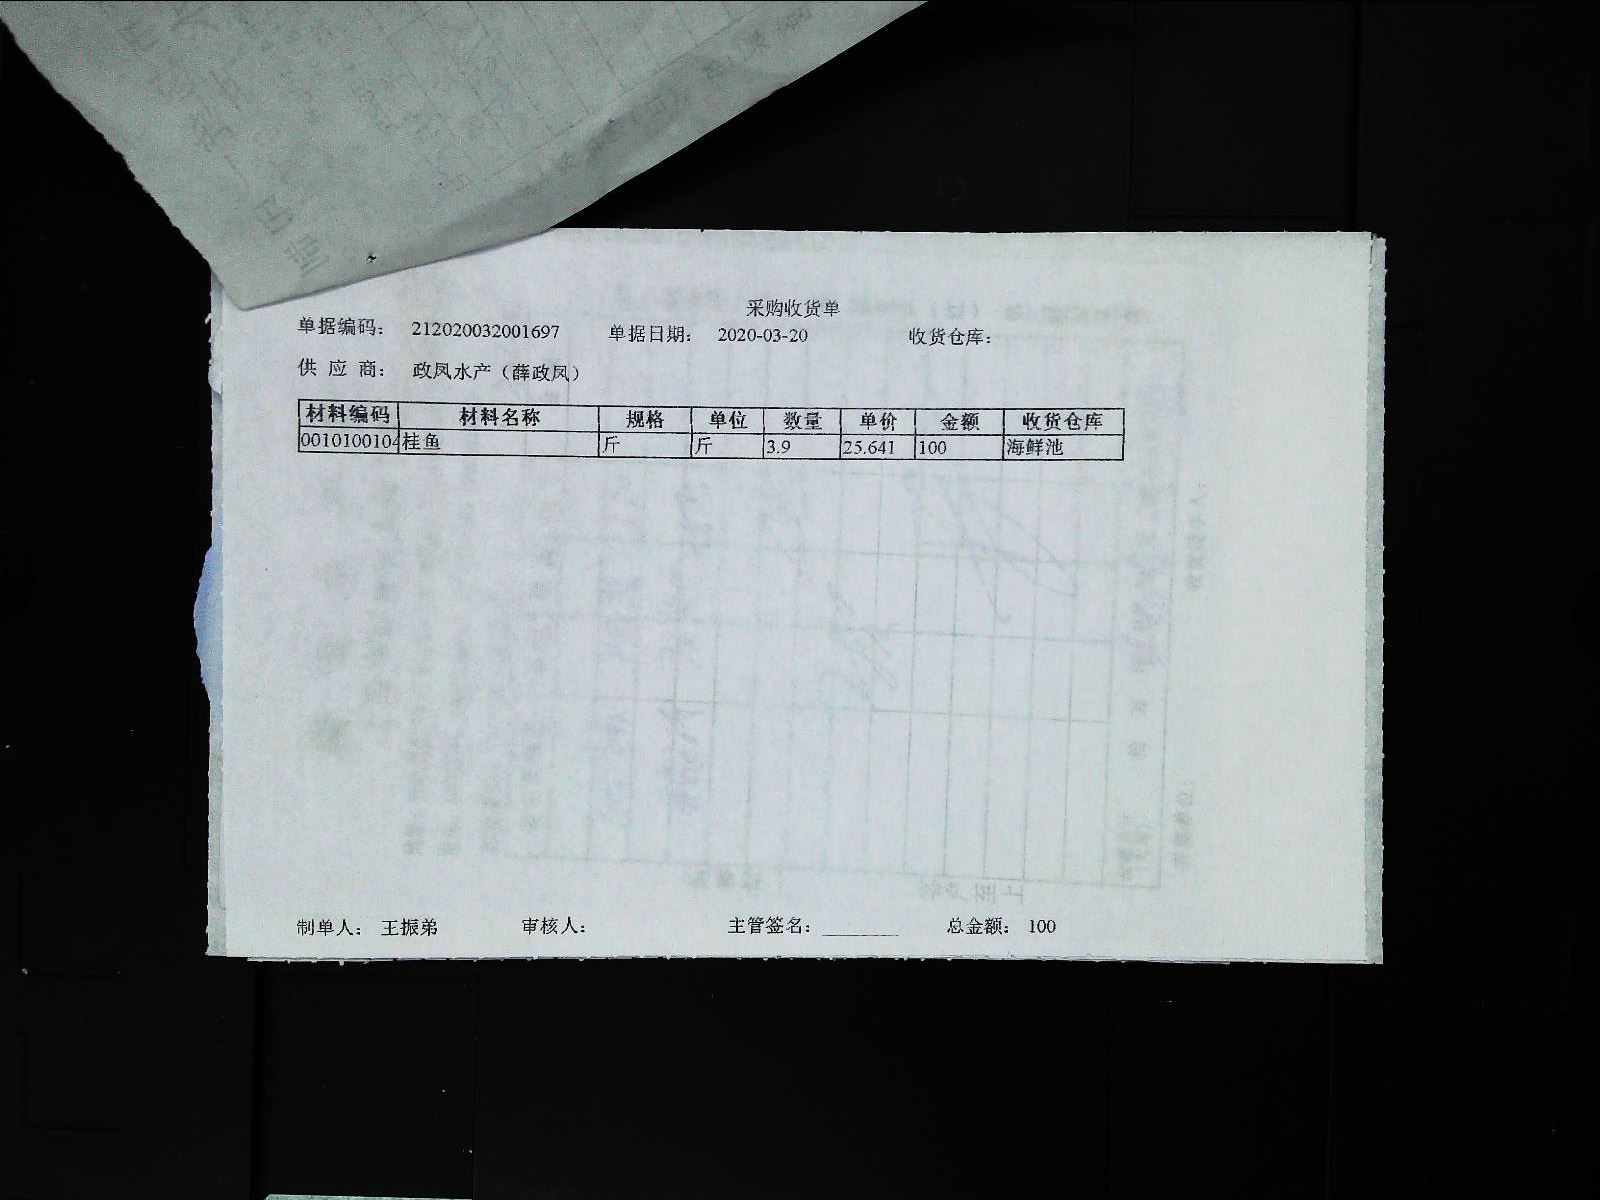 采购收货单
单据编码： 212020032001697 单据日期： 2020-03-20 收货仓库：
供 应 商： 政凤水产（薛政凤）
材料编码 材料名称 规格 单位 数量 单价 金额 收货仓库
0010100104 桂鱼 斤 斤 3.9 25.641 100 海鲜池
制单人： 王振弟 审核人： 主管签名：________ 总金额： 100